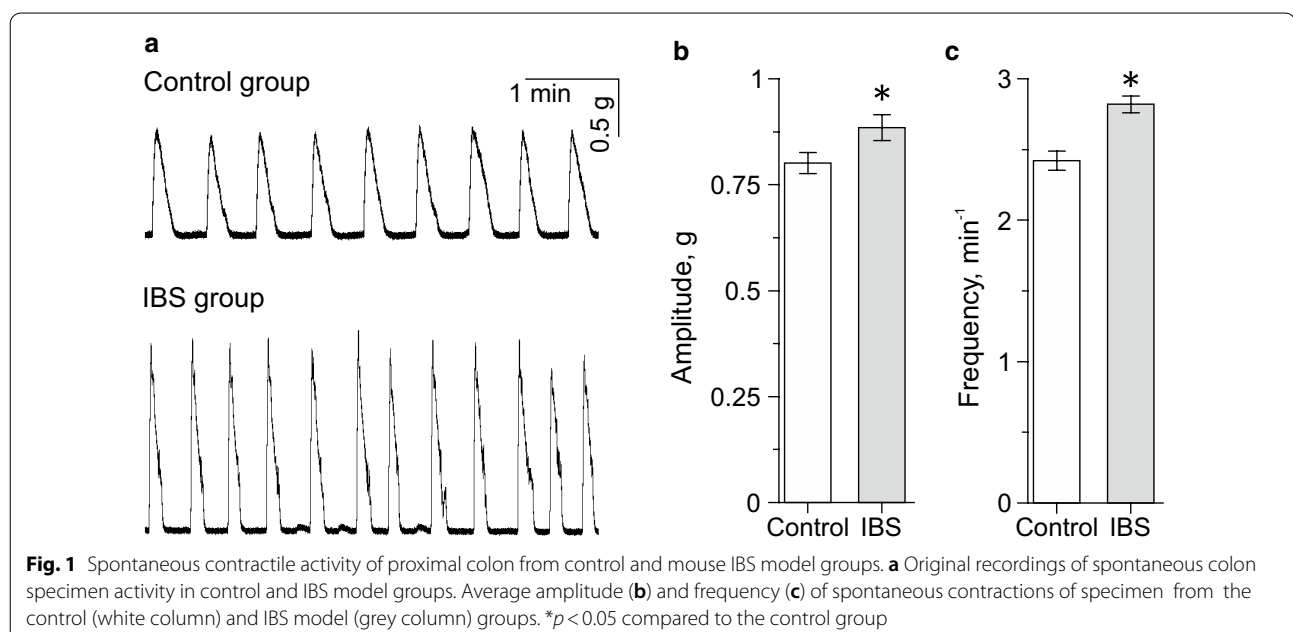 a
Control group
1 min
0.5 g
IBS group
b
1
*
0.75
0.5
0.25
0
Amplitude, g
Control IBS
c
3
*
2
1
0
Frequency, min⁻¹
Control IBS
Fig. 1 Spontaneous contractile activity of proximal colon from control and mouse IBS model groups. a Original recordings of spontaneous colon
specimen activity in control and IBS model groups. Average amplitude (b) and frequency (c) of spontaneous contractions of specimen from the
control (white column) and IBS model (grey column) groups. *p < 0.05 compared to the control group